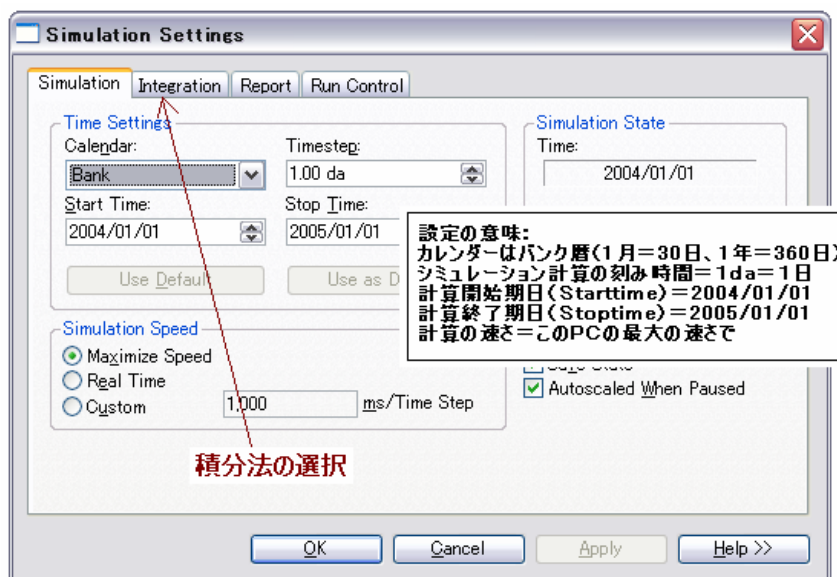 Simulation Settings
Simulation Integration Report Run Control
Time Settings
Calendar:
Timestep:
Bank
1.00 da
Start Time:
Stop Time:
2004/01/01
2005/01/01
Use Default
Use as D
Simulation State
Time:
2004/01/01
設定の意味:
カレンダーはバンク暦(1月=30日、1年=360日)
シミュレーション計算の刻み時間=1da=1日
計算開始期日(Starttime)=2004/01/01
計算終了期日(Stoptime)=2005/01/01
計算の速さ=このPCの最大の速さで
Simulation Speed
Maximize Speed
Real Time
Custom
1.000
ms/Time Step
Autoscaled When Paused
積分法の選択
OK
Cancel
Apply
Help >>